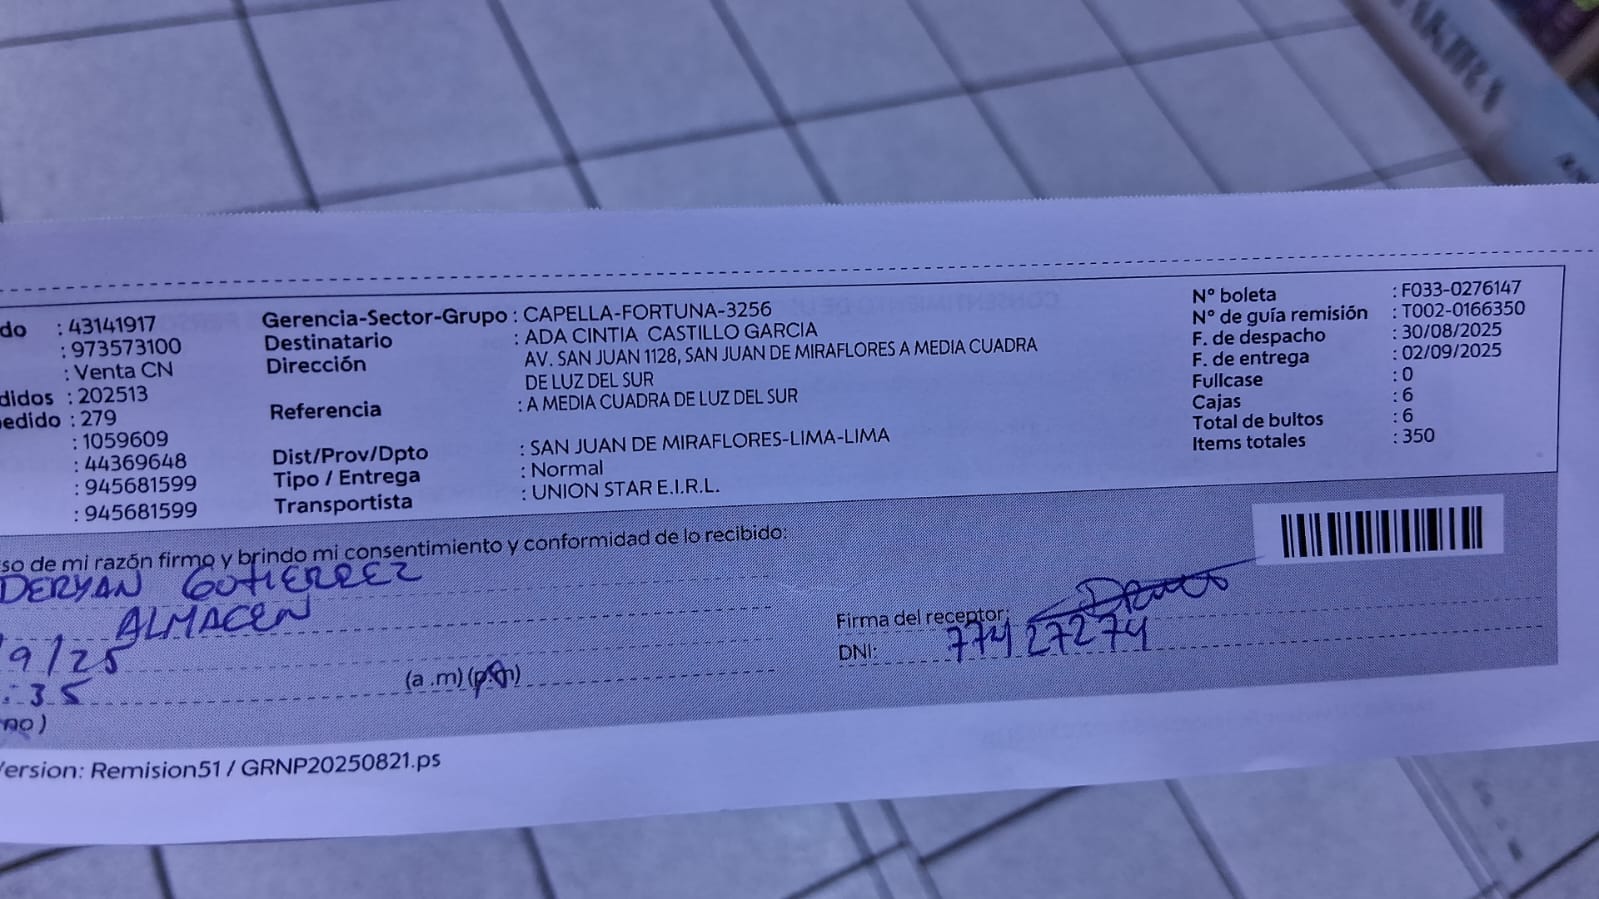 do : 43141917
: 973573100
: Venta CN
didos : 202513
edido : 279
: 1059609
: 44369648
: 945681599
: 945681599
Gerencia-Sector-Grupo : CAPELLA-FORTUNA-3256
Destinatario : ADA CINTIA CASTILLO GARCIA
Dirección AV. SAN JUAN 1128, SAN JUAN DE MIRAFLORES A MEDIA CUADRA
DE LUZ DEL SUR
Referencia : A MEDIA CUADRA DE LUZ DEL SUR
Dist/Prov/Dpto : SAN JUAN DE MIRAFLORES-LIMA-LIMA
Tipo / Entrega : Normal
Transportista : UNION STAR E.I.R.L.
N° boleta : F033-0276147
N° de guía remisión : T002-0166350
F. de despacho : 30/08/2025
F. de entrega : 02/09/2025
Fullcase : 0
Cajas : 6
Total de bultos : 6
Items totales : 350
so de mi razón firmo y brindo mi consentimiento y conformidad de lo recibido:
DERYAN GUTIERREZ
ALMACEN
/9/25
:35 (a .m) (p.m)
no)
Firma del receptor:
DNI: 77427274
Version: Remision51 / GRNP20250821.ps